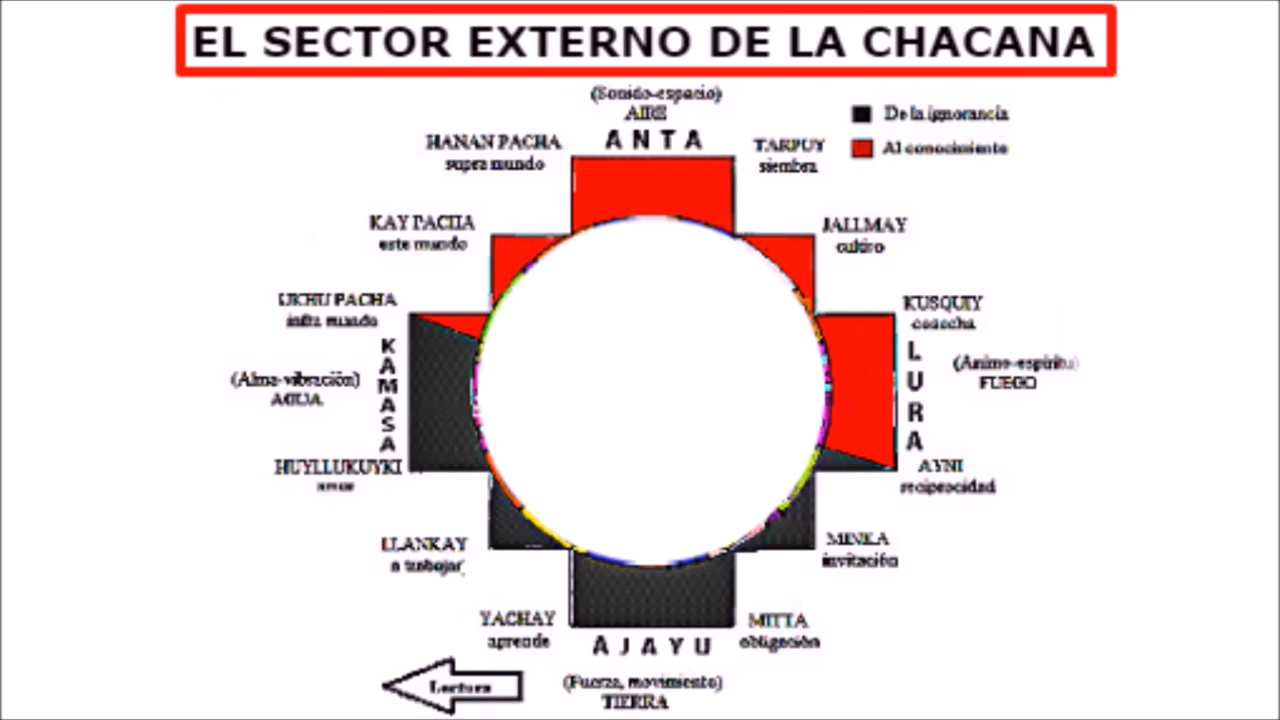 EL SECTOR EXTERNO DE LA CHACANA
(Sonido-espacio)
AIRE
ANTA
De la ignorancia
Al conocimiento
HANAN PACHA
supra mundo
TARPUY
siembra
KAY PACHA
este mundo
JALLMAY
cultivo
UKHU PACHA
infra mundo
KUSQUIY
cosecha
KAMASA
(Alma-vibración)
AGUA
LURA
(Animo-espíritu)
FUEGO
HUYLLUKUYKI
amor
AYNI
reciprocidad
LLANKAY
a trabajar
MINKA
invitación
YACHAY
aprende
MITTA
obligación
AJAYU
(Fuerza, movimiento)
TIERRA
Lectura